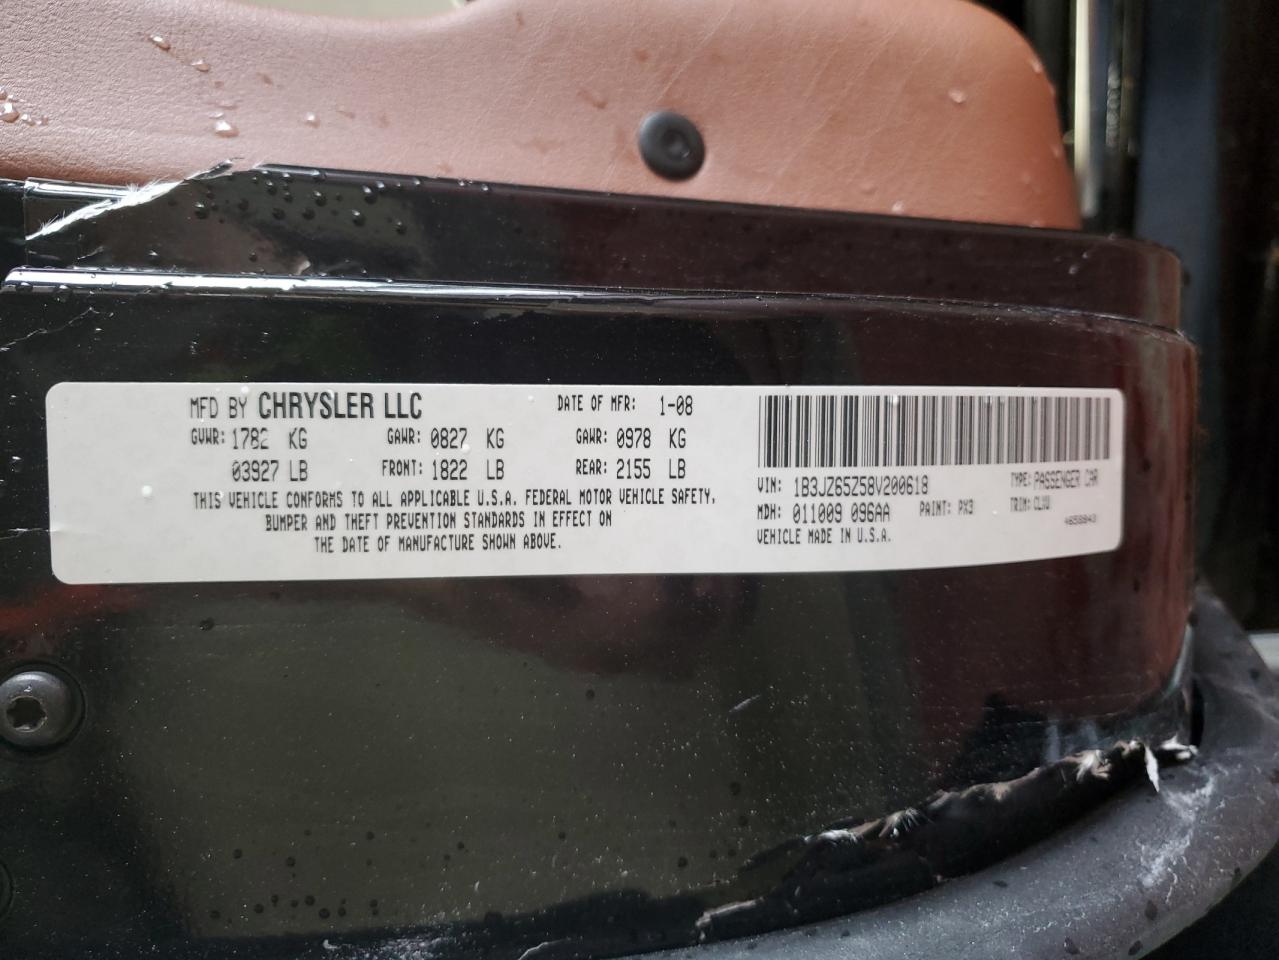 MFD BY CHRYSLER LLC DATE OF MFR: 1-08
GVWR: 1782 KG GAWR: 0827 KG GAWR: 0978 KG
03927 LB FRONT: 1822 LB REAR: 2155 LB
THIS VEHICLE CONFORMS TO ALL APPLICABLE U.S.A. FEDERAL MOTOR VEHICLE SAFETY,
BUMPER AND THEFT PREVENTION STANDARDS IN EFFECT ON
THE DATE OF MANUFACTURE SHOWN ABOVE.
VIN: 1B3JZ65Z58V200618 TYPE: PASSENGER CAR
MDH: 011009 096AA PAINT: PX3 TRIM:
VEHICLE MADE IN U.S.A.